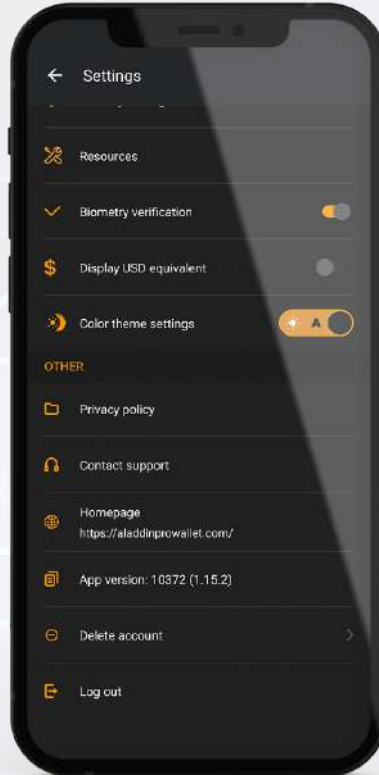 Settings
Resources
Biometry verification
$ Display USD equivalent
Color theme settings
A
OTHER
Privacy policy
Contact support
Homepage
https://aladdinprowallet.com/
App version: 10372 (1.15.2)
Delete account
Log out